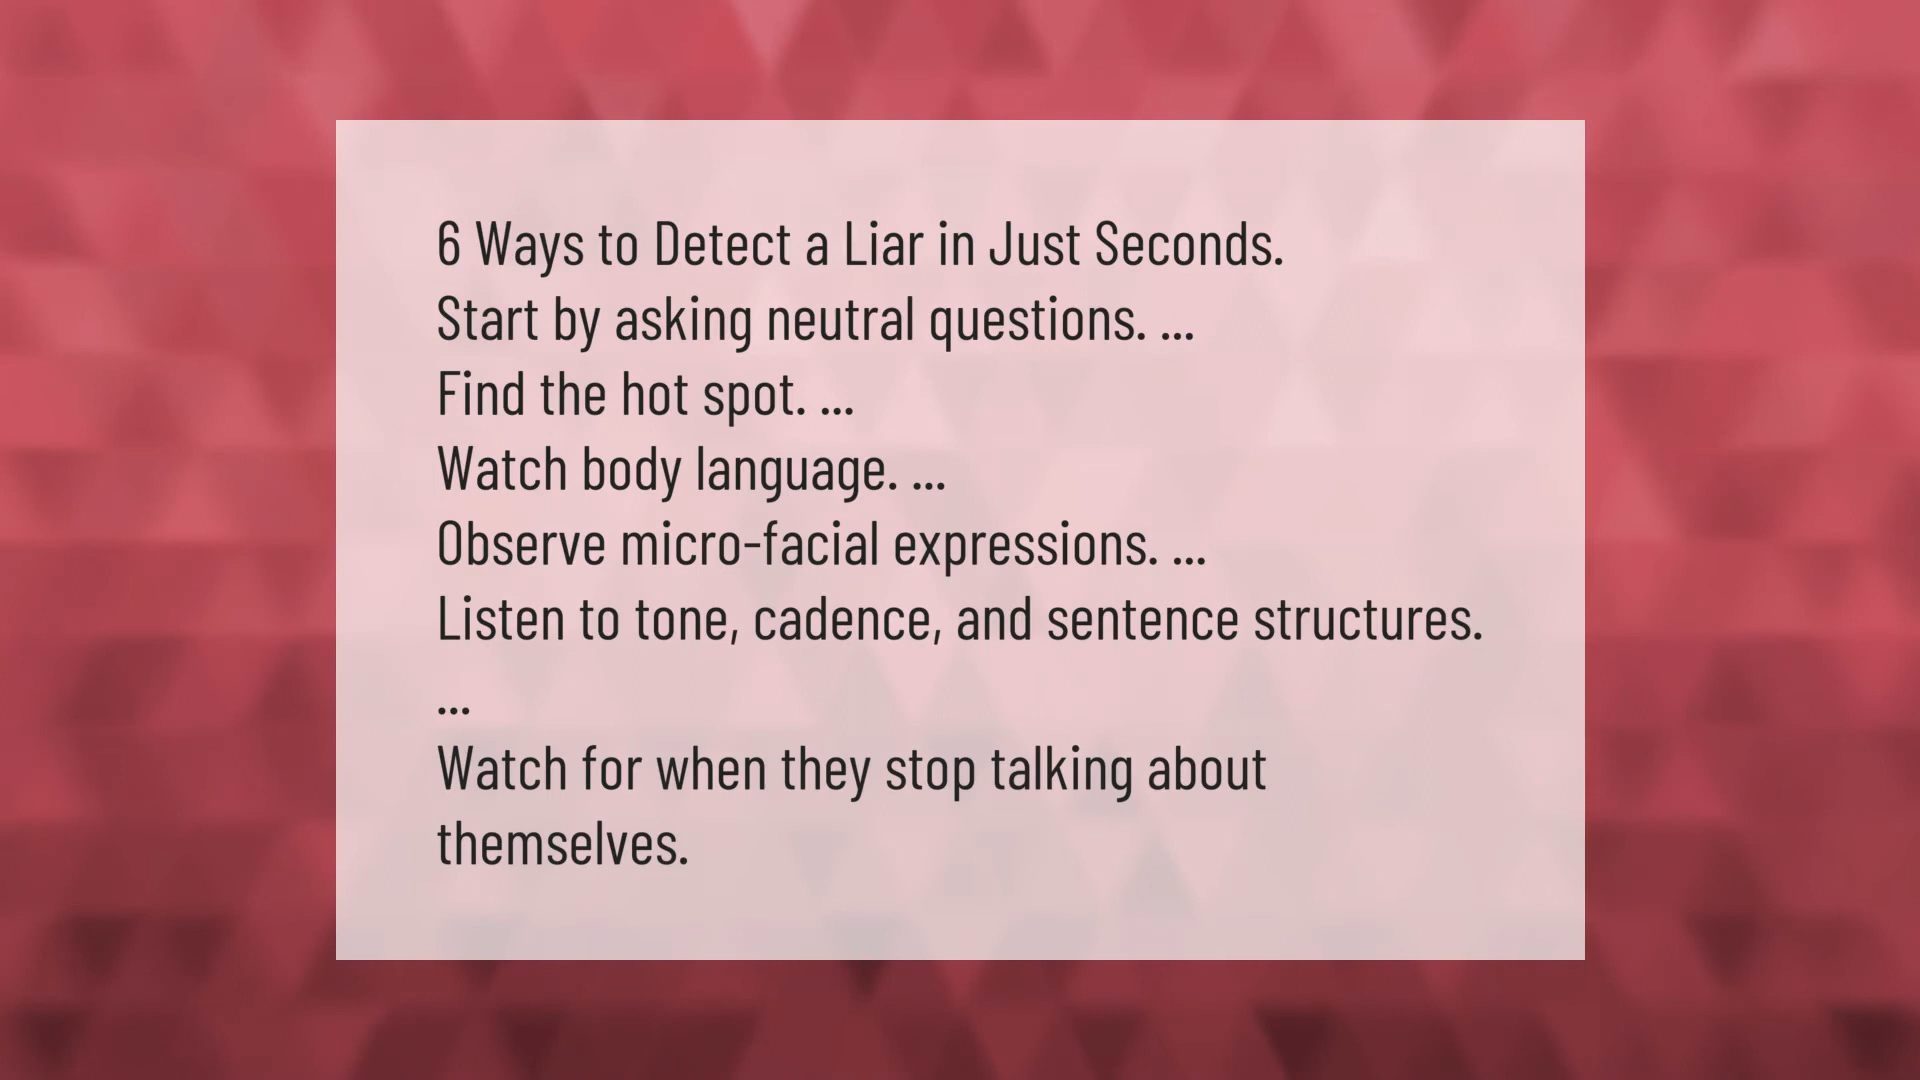 6 Ways to Detect a Liar in Just Seconds.
Start by asking neutral questions. ...
Find the hot spot. ...
Watch body language. ...
Observe micro-facial expressions. ...
Listen to tone, cadence, and sentence structures.
...
Watch for when they stop talking about
themselves.